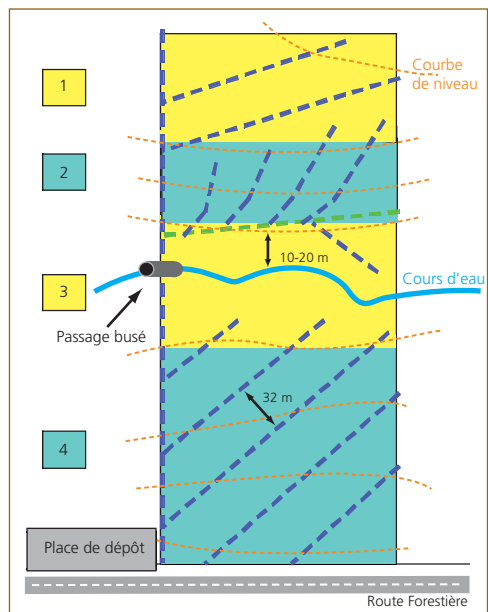 1
Courbe
de niveau
2
10-20 m
Cours d'eau
3
Passage busé
32 m
4
Place de dépôt
Route Forestière